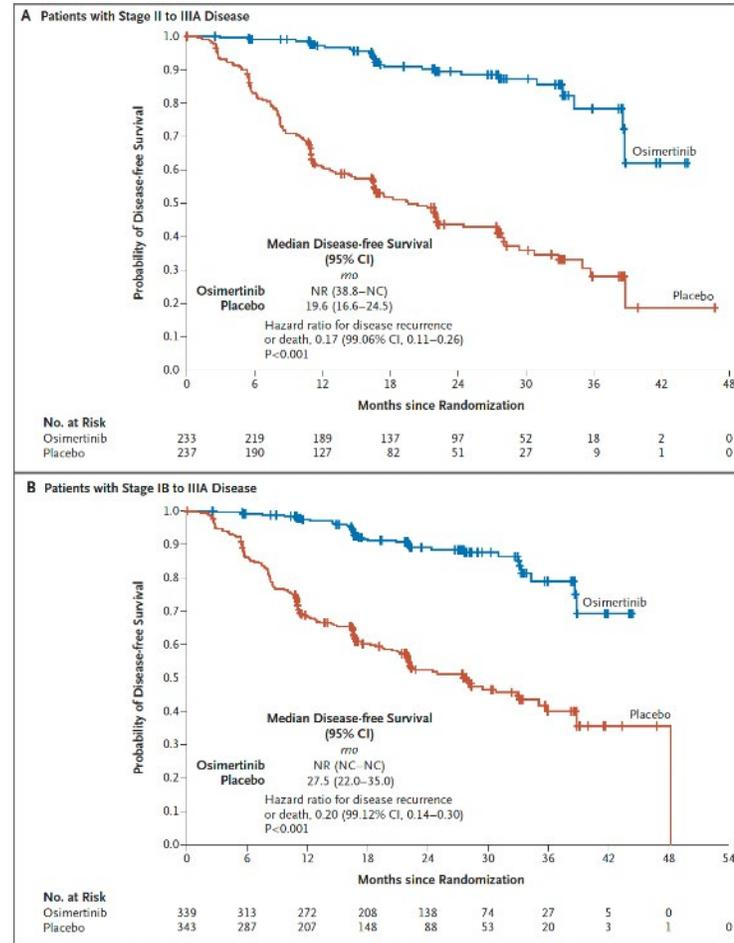 A Patients with Stage II to IIIA Disease
Probability of Disease-free Survival
1.0
0.9
0.8
0.7
0.6
0.5
0.4
0.3
0.2
0.1
0.0
Osimertinib
Placebo
Median Disease-free Survival
(95% CI)
mo
Osimertinib NR (38.8–NC)
Placebo 19.6 (16.6–24.5)
Hazard ratio for disease recurrence
or death, 0.17 (99.06% CI, 0.11–0.26)
P<0.001
0 6 12 18 24 30 36 42 48
Months since Randomization
No. at Risk
Osimertinib 233 219 189 137 97 52 18 2 0
Placebo 237 190 127 82 51 27 9 1 0
B Patients with Stage IB to IIIA Disease
Probability of Disease-free Survival
1.0
0.9
0.8
0.7
0.6
0.5
0.4
0.3
0.2
0.1
0.0
Osimertinib
Placebo
Median Disease-free Survival
(95% CI)
mo
Osimertinib NR (NC–NC)
Placebo 27.5 (22.0–35.0)
Hazard ratio for disease recurrence
or death, 0.20 (99.12% CI, 0.14–0.30)
P<0.001
0 6 12 18 24 30 36 42 48 54
Months since Randomization
No. at Risk
Osimertinib 339 313 272 208 138 74 27 5 0
Placebo 343 287 207 148 88 53 20 3 1 0